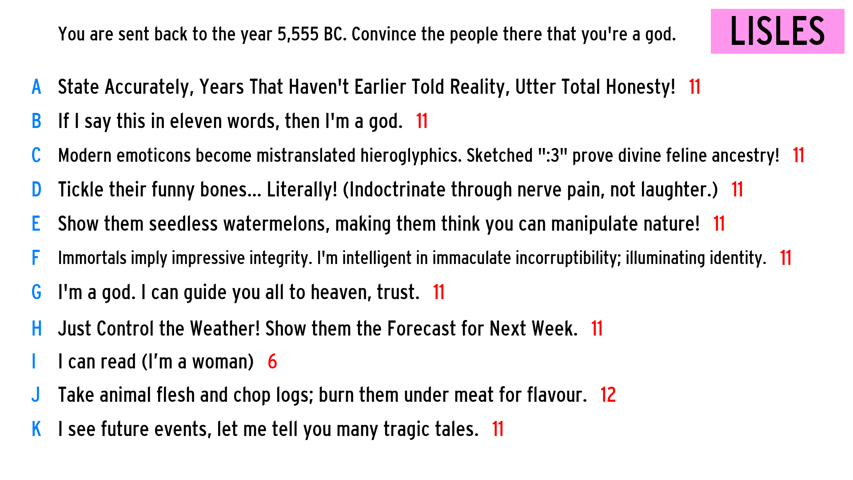 You are sent back to the year 5,555 BC. Convince the people there that you're a god.
LISLES
A State Accurately, Years That Haven't Earlier Told Reality, Utter Total Honesty! 11
B If I say this in eleven words, then I'm a god. 11
C Modern emoticons become mistranslated hieroglyphics. Sketched ":3" prove divine feline ancestry! 11
D Tickle their funny bones... Literally! (Indoctrinate through nerve pain, not laughter.) 11
E Show them seedless watermelons, making them think you can manipulate nature! 11
F Immortals imply impressive integrity. I'm intelligent in immaculate incorruptibility; illuminating identity. 11
G I'm a god. I can guide you all to heaven, trust. 11
H Just Control the Weather! Show them the Forecast for Next Week. 11
I I can read (I'm a woman) 6
J Take animal flesh and chop logs; burn them under meat for flavour. 12
K I see future events, let me tell you many tragic tales. 11